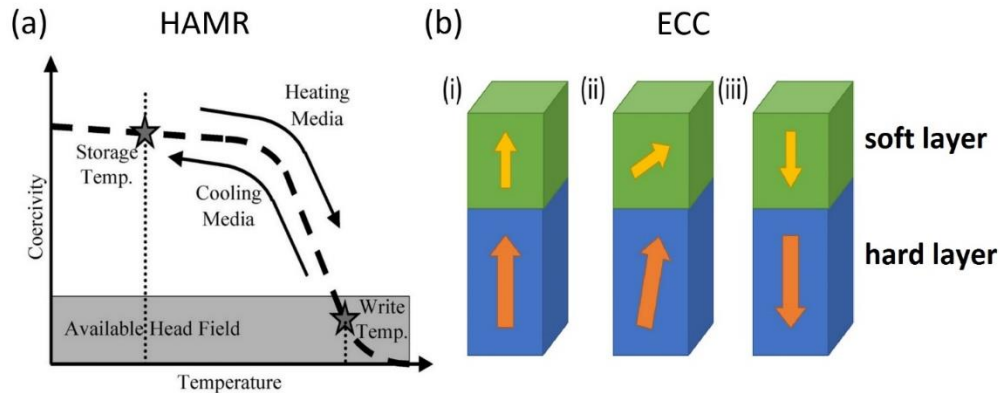 (a) HAMR
Coercivity
Heating
Media
Storage
Temp.
Cooling
Media
Available Head Field
Write
Temp.
Temperature
(b) ECC
(i) (ii) (iii)
soft layer
hard layer